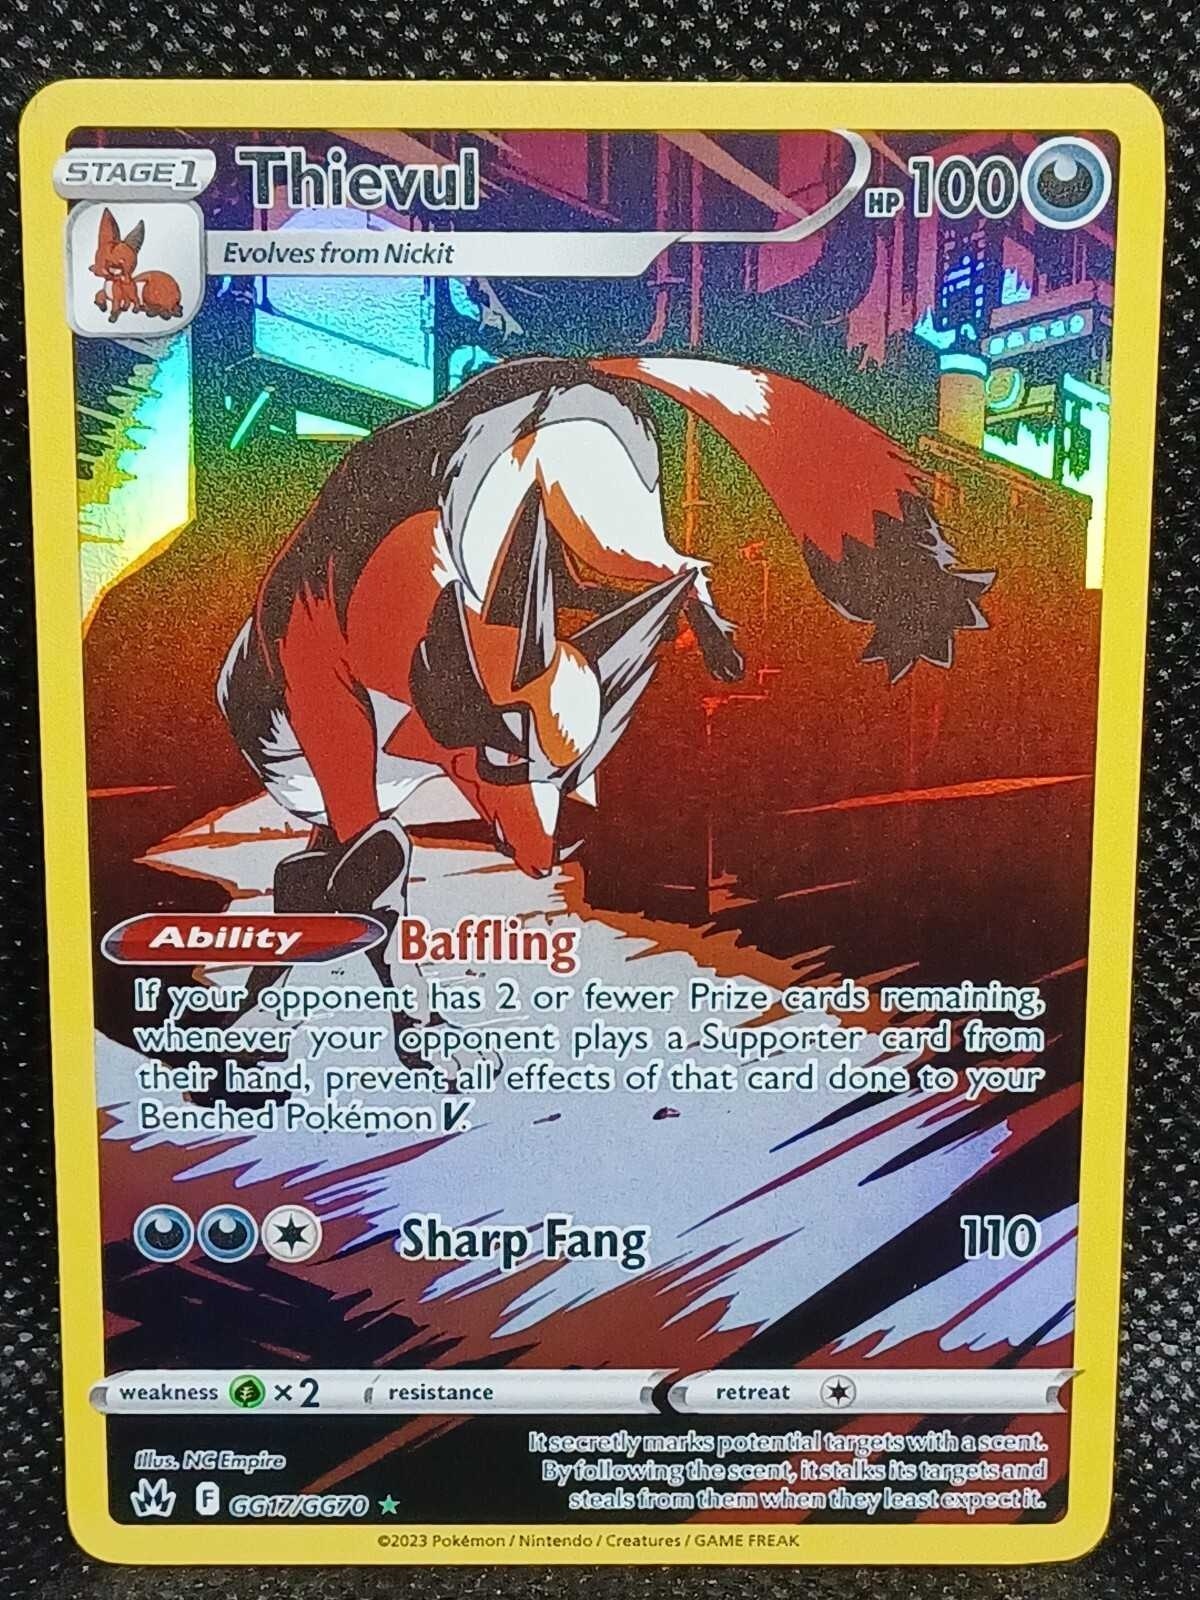 STAGE 1
Thievul
HP 100
Evolves from Nickit
Ability Baffling
If your opponent has 2 or fewer Prize cards remaining,
whenever your opponent plays a Supporter card from
their hand, prevent all effects of that card done to your
Benched Pokémon V.
Sharp Fang 110
weakness ×2 resistance retreat
Illus. NC Empire
It secretly marks potential targets with a scent.
By following the scent, it stalks its targets and
steals from them when they least expect it.
F GG17/GG70
©2023 Pokémon / Nintendo / Creatures / GAME FREAK